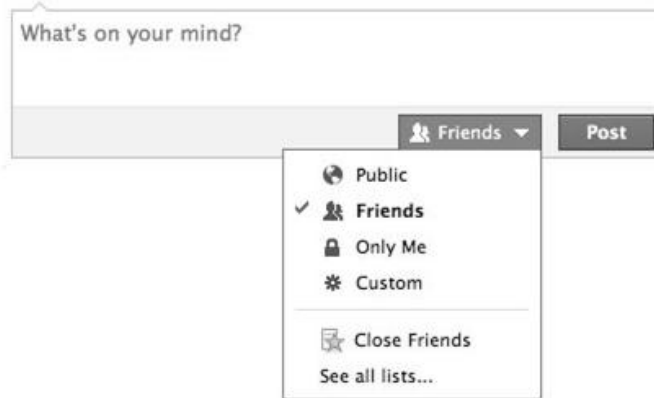 What's on your mind?
Friends Post
Public
Friends
Only Me
Custom
Close Friends
See all lists...